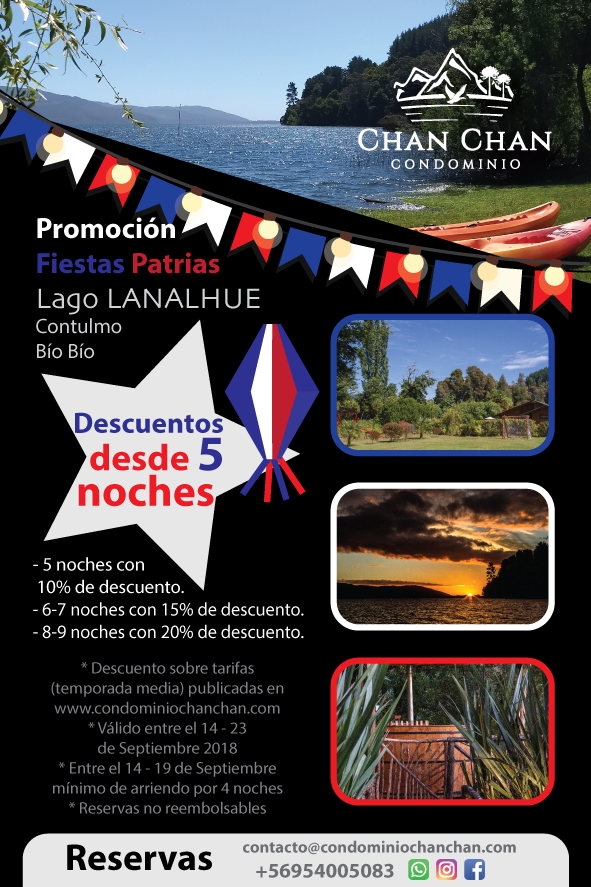 CHAN CHAN
CONDOMINIO
Promoción
Fiestas Patrias
Lago LANALHUE
Contulmo
Bío Bío
Descuentos
desde 5
noches
- 5 noches con
10% de descuento.
- 6-7 noches con 15% de descuento.
- 8-9 noches con 20% de descuento.
* Descuento sobre tarifas
(temporada media) publicadas en
www.condominiochanchan.com
* Válido entre el 14 - 23
de Septiembre 2018
* Entre el 14 - 19 de Septiembre
mínimo de arriendo por 4 noches
* Reservas no reembolsables
Reservas
contacto@condominiochanchan.com
+56954005083